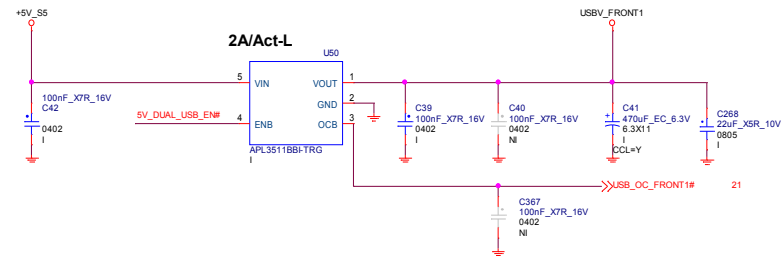 +5V_S5
USBV_FRONT1
2A/Act-L
U50
5
VIN
VOUT
1
GND
2
5V_DUAL_USB_EN#
4
ENB
OCB
3
APL3511BBI-TRG
I
100nF_X7R_16V
C42
0402
I
C39
100nF_X7R_16V
0402
I
C40
100nF_X7R_16V
0402
NI
C41
470uF_EC_6.3V
6.3X11
I
CCL=Y
C268
22uF_X5R_10V
0805
I
USB_OC_FRONT1#
21
C367
100nF_X7R_16V
0402
NI